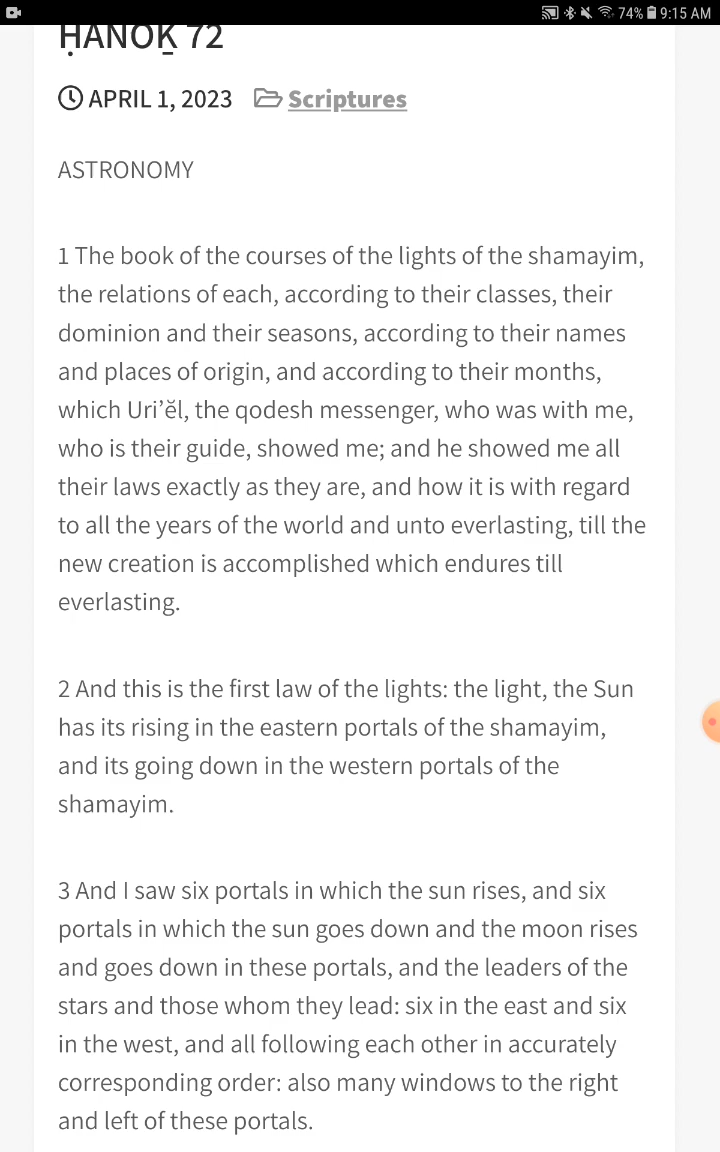 74% 9:15 AM
ḤANOḴ 72
APRIL 1, 2023 Scriptures
ASTRONOMY
1 The book of the courses of the lights of the shamayim,
the relations of each, according to their classes, their
dominion and their seasons, according to their names
and places of origin, and according to their months,
which Uri’ĕl, the qodesh messenger, who was with me,
who is their guide, showed me; and he showed me all
their laws exactly as they are, and how it is with regard
to all the years of the world and unto everlasting, till the
new creation is accomplished which endures till
everlasting.
2 And this is the first law of the lights: the light, the Sun
has its rising in the eastern portals of the shamayim,
and its going down in the western portals of the
shamayim.
3 And I saw six portals in which the sun rises, and six
portals in which the sun goes down and the moon rises
and goes down in these portals, and the leaders of the
stars and those whom they lead: six in the east and six
in the west, and all following each other in accurately
corresponding order: also many windows to the right
and left of these portals.